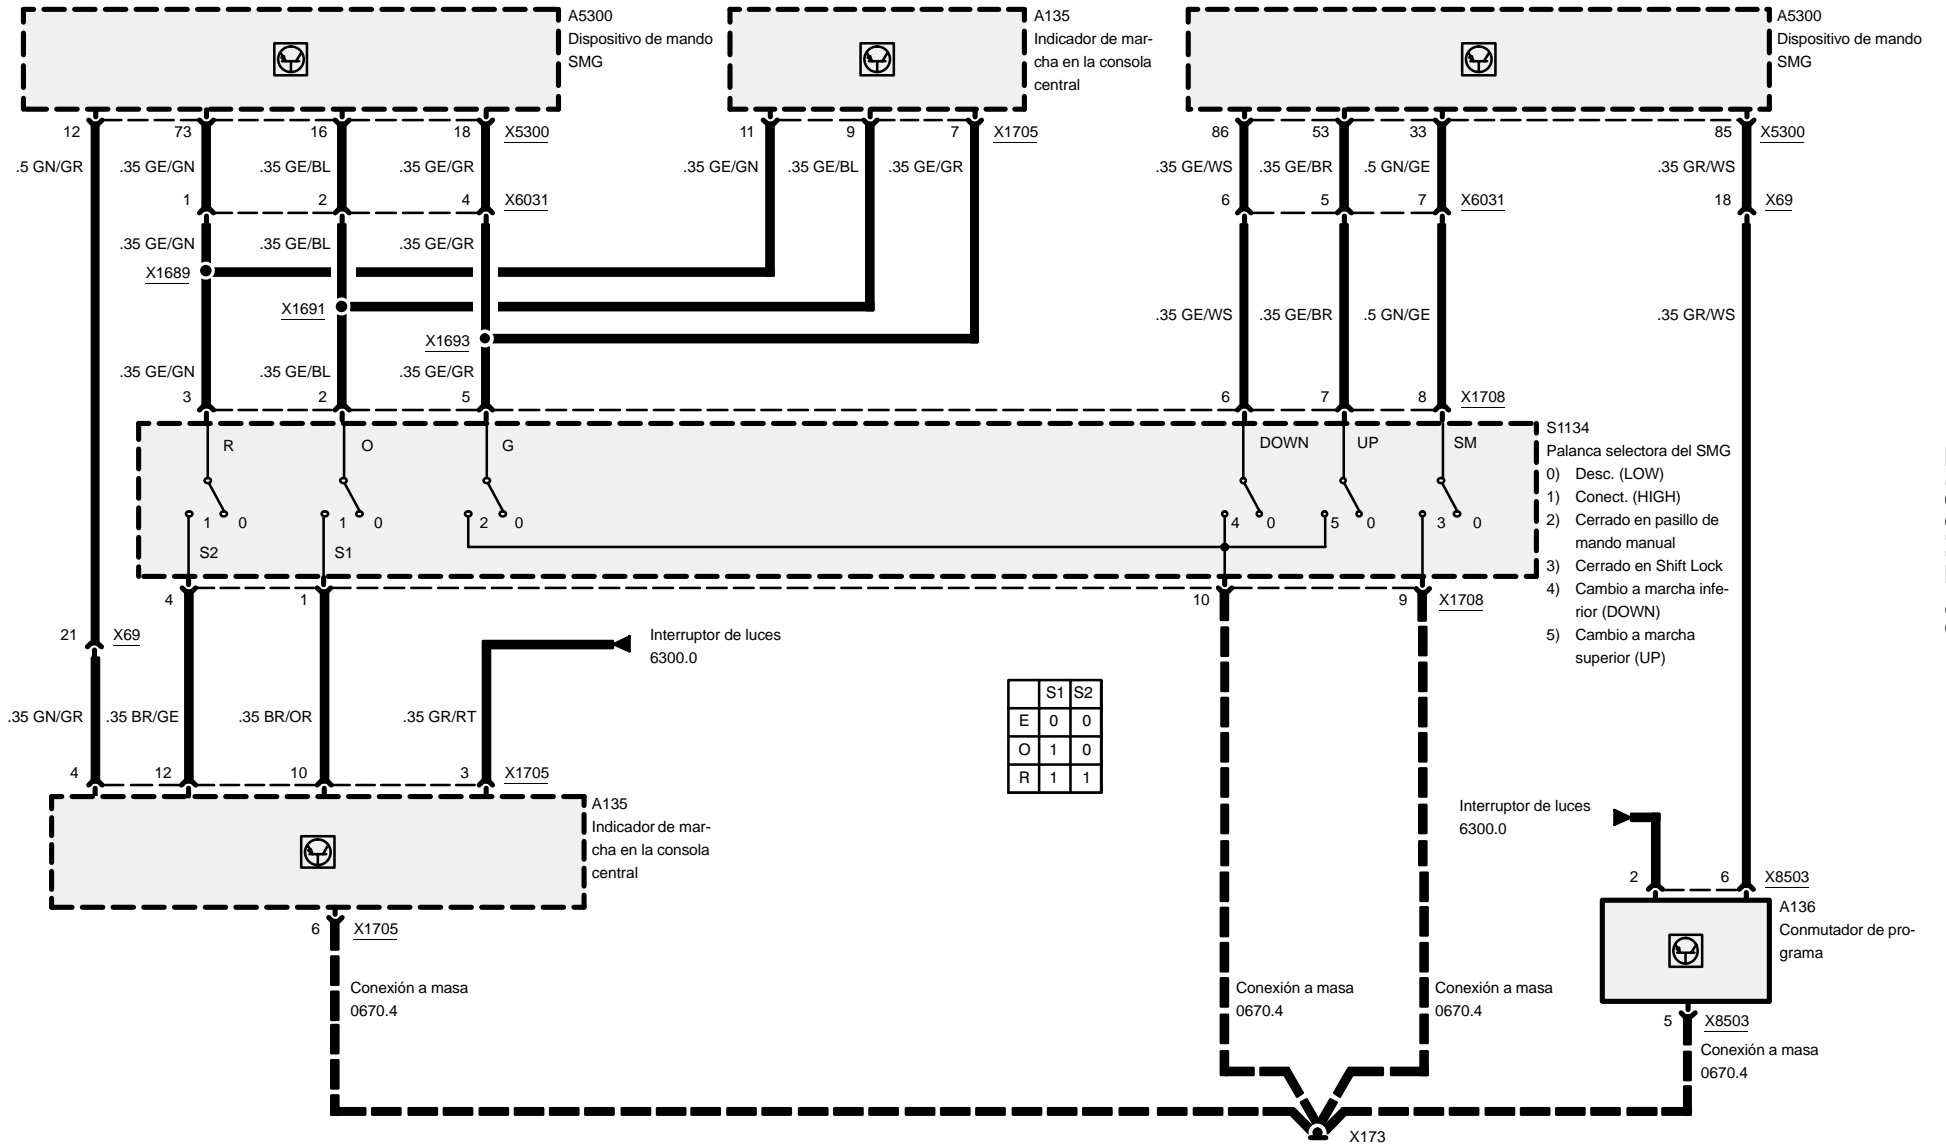 A5300
Dispositivo de mando
SMG
A135
Indicador de mar-
cha en la consola
central
A5300
Dispositivo de mando
SMG
12 73 16 18 X5300
11 9 7 X1705
86 53 33 85 X5300
.5 GN/GR .35 GE/GN .35 GE/BL .35 GE/GR
.35 GE/GN .35 GE/BL .35 GE/GR
.35 GE/WS .35 GE/BR .5 GN/GE .35 GR/WS
1 2 4 X6031
6 5 7 X6031
18 X69
.35 GE/GN .35 GE/BL .35 GE/GR
X1689
X1691
X1693
.35 GE/WS .35 GE/BR .5 GN/GE .35 GR/WS
.35 GE/GN .35 GE/BL .35 GE/GR
3 2 5 6 7 8 X1708
R O G DOWN UP SM
1 0 1 0 2 0 4 0 5 0 3 0
S2 S1
S1134
Palanca selectora del SMG
0) Desc. (LOW)
1) Conect. (HIGH)
2) Cerrado en pasillo de
mando manual
3) Cerrado en Shift Lock
4) Cambio a marcha infe-
rior (DOWN)
5) Cambio a marcha
superior (UP)
4 1 10 9 X1708
21 X69
Interruptor de luces
6300.0
.35 GN/GR .35 BR/GE .35 BR/OR .35 GR/RT
S1 S2
E 0 0
O 1 0
R 1 1
4 12 10 3 X1705
A135
Indicador de mar-
cha en la consola
central
Interruptor de luces
6300.0
2 6 X8503
A136
Conmutador de pro-
grama
6 X1705
Conexión a masa
0670.4
Conexión a masa
0670.4
Conexión a masa
0670.4
5 X8503
Conexión a masa
0670.4
X173